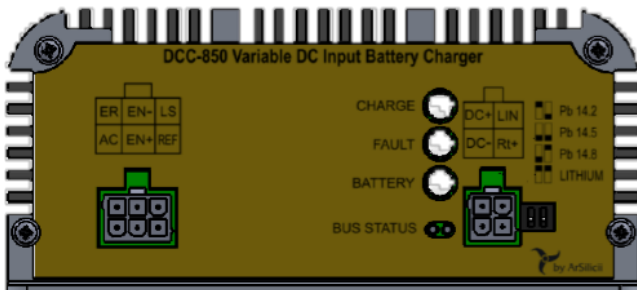 DCC-850 Variable DC Input Battery Charger
ER EN- LS
AC EN+ REF
CHARGE
FAULT
BATTERY
BUS STATUS
DC+ LIN
DC- Rt+
Pb 14.2
Pb 14.5
Pb 14.8
LITHIUM
by ArSilicii